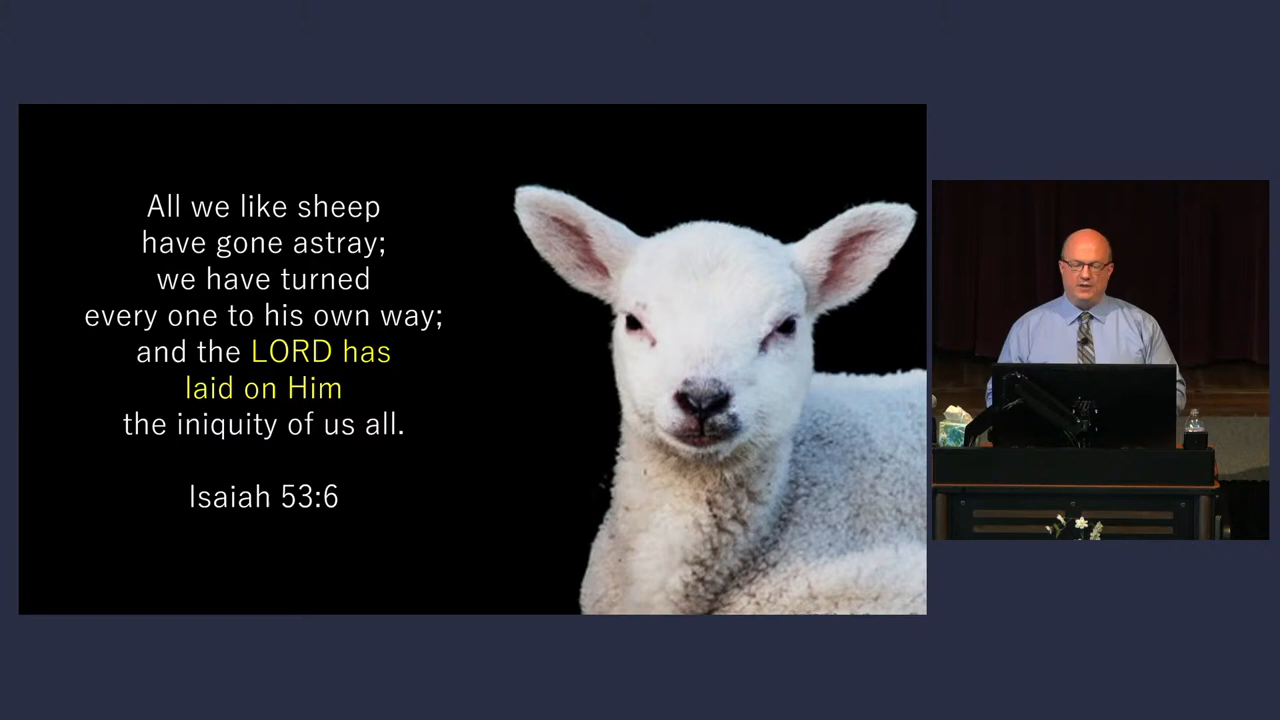 All we like sheep
have gone astray;
we have turned
every one to his own way;
and the LORD has
laid on Him
the iniquity of us all.
Isaiah 53:6